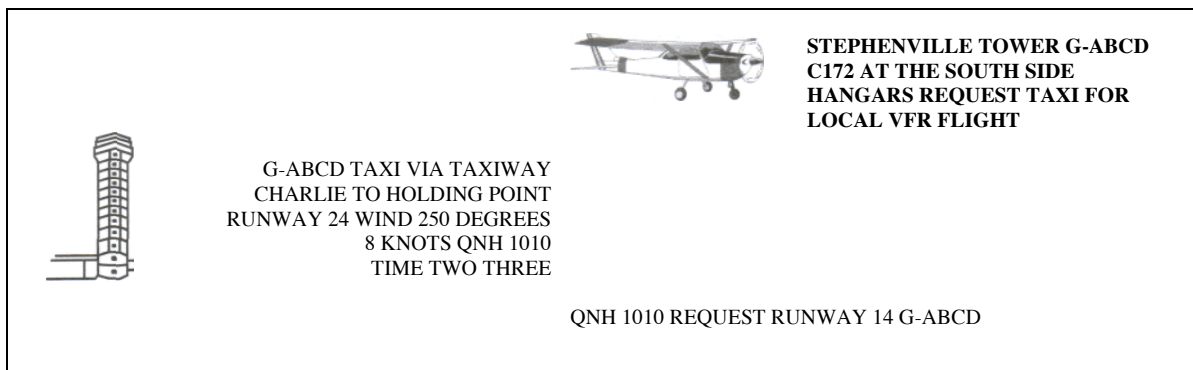 STEPHENVILLE TOWER G-ABCD
C172 AT THE SOUTH SIDE
HANGARS REQUEST TAXI FOR
LOCAL VFR FLIGHT
G-ABCD TAXI VIA TAXIWAY
CHARLIE TO HOLDING POINT
RUNWAY 24 WIND 250 DEGREES
8 KNOTS QNH 1010
TIME TWO THREE
QNH 1010 REQUEST RUNWAY 14 G-ABCD